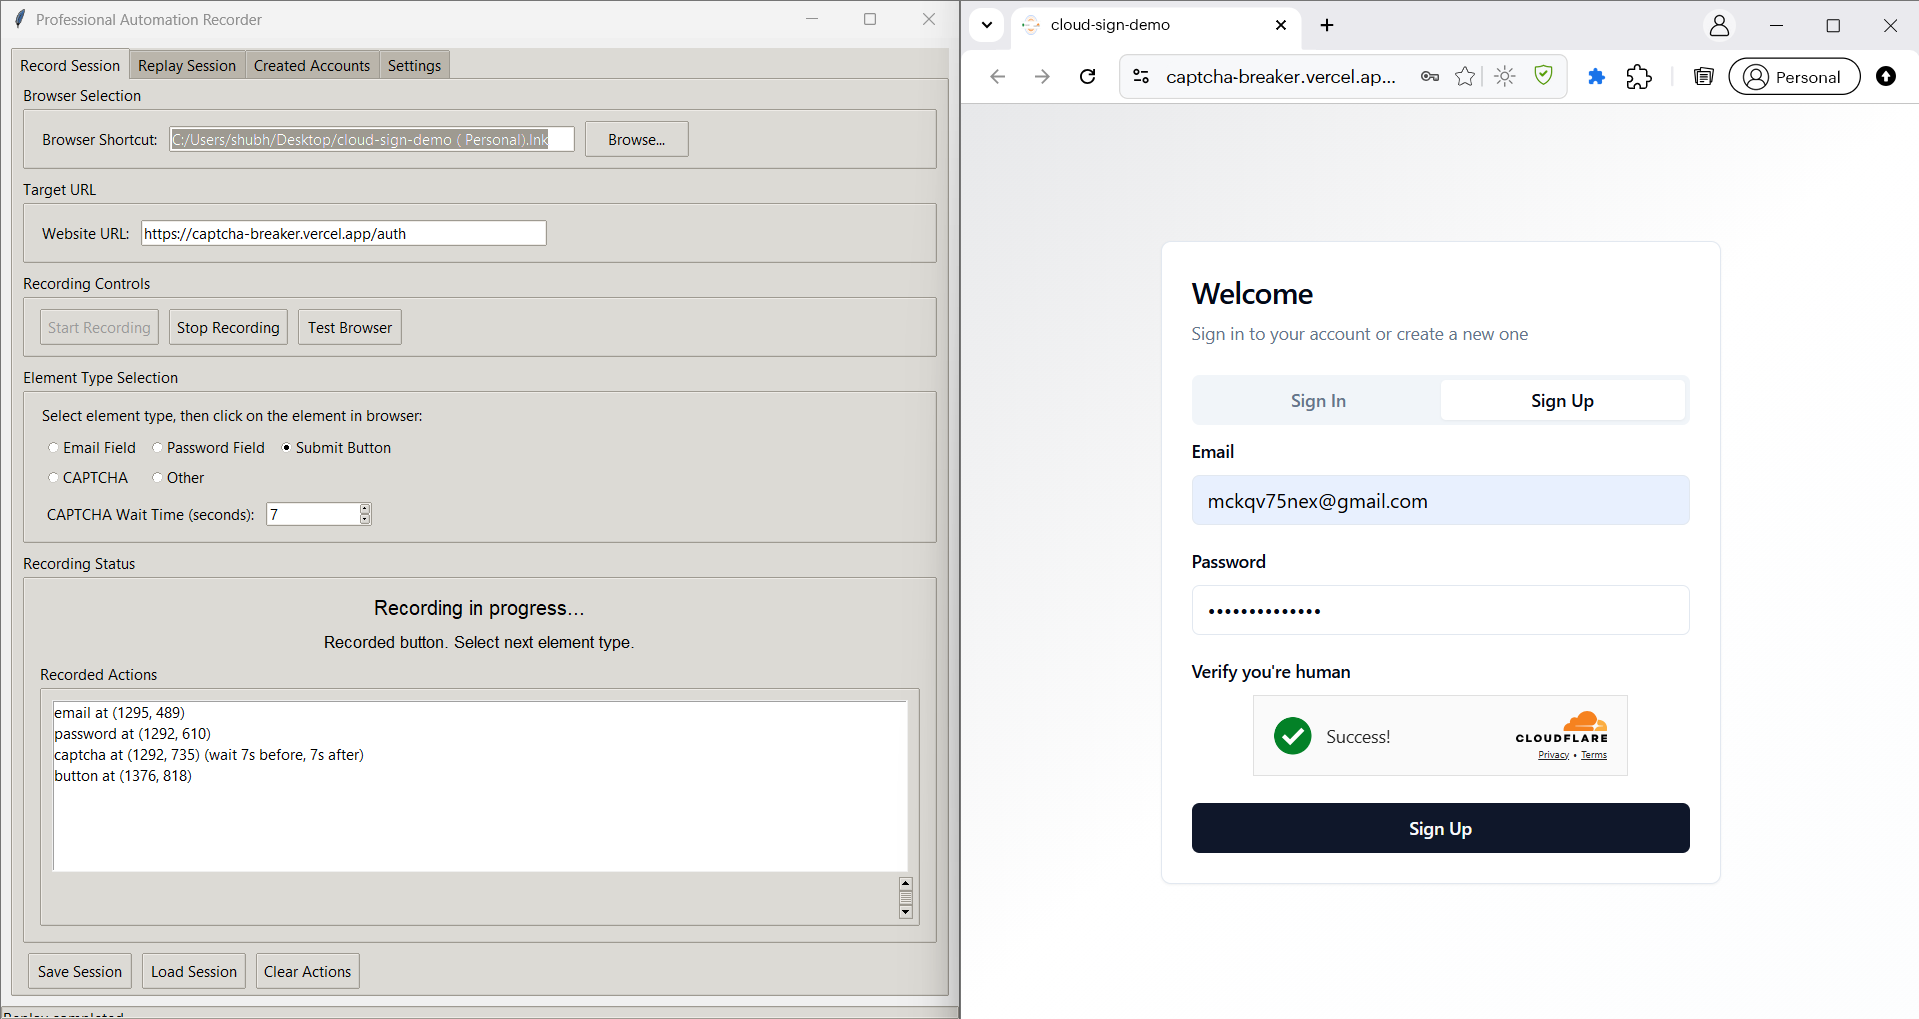 Professional Automation Recorder
Record Session
Replay Session
Created Accounts
Settings
Browser Selection
Browser Shortcut:
C:/Users/shubh/Desktop/cloud-sign-demo ( Personal).lnk
Browse...
Target URL
Website URL:
https://captcha-breaker.vercel.app/auth
Recording Controls
Start Recording
Stop Recording
Test Browser
Element Type Selection
Select element type, then click on the element in browser:
Email Field
Password Field
Submit Button
CAPTCHA
Other
CAPTCHA Wait Time (seconds):
7
Recording Status
Recording in progress...
Recorded button. Select next element type.
Recorded Actions
email at (1295, 489)
password at (1292, 610)
captcha at (1292, 735) (wait 7s before, 7s after)
button at (1376, 818)
Save Session
Load Session
Clear Actions
Replay completed
cloud-sign-demo
captcha-breaker.vercel.ap...
Personal
Welcome
Sign in to your account or create a new one
Sign In
Sign Up
Email
mckqv75nex@gmail.com
Password
••••••••••••••
Verify you're human
Success!
CLOUDFLARE
Privacy • Terms
Sign Up